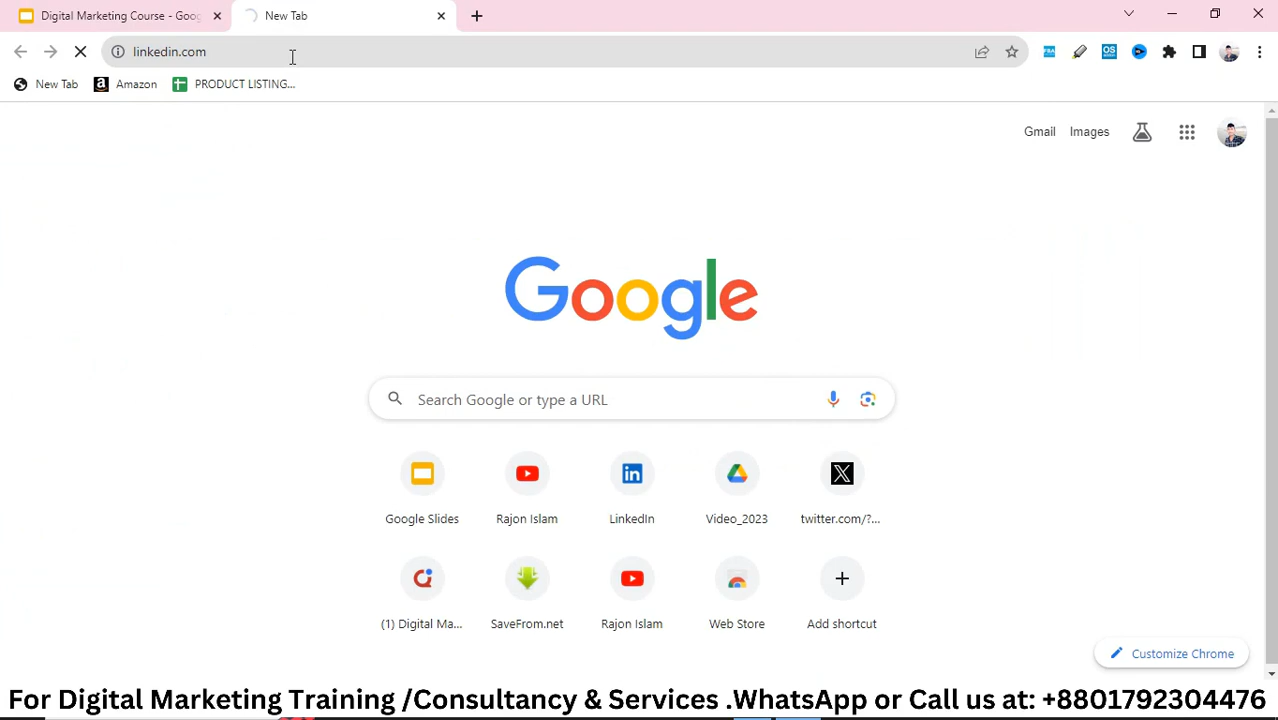 Digital Marketing Course - Goog
New Tab
linkedin.com
New Tab
Amazon
PRODUCT LISTING...
Gmail
Images
Google
Search Google or type a URL
Google Slides
Rajon Islam
LinkedIn
Video_2023
twitter.com/?...
(1) Digital Ma...
SaveFrom.net
Rajon Islam
Web Store
Add shortcut
Customize Chrome
For Digital Marketing Training /Consultancy & Services .WhatsApp or Call us at: +8801792304476